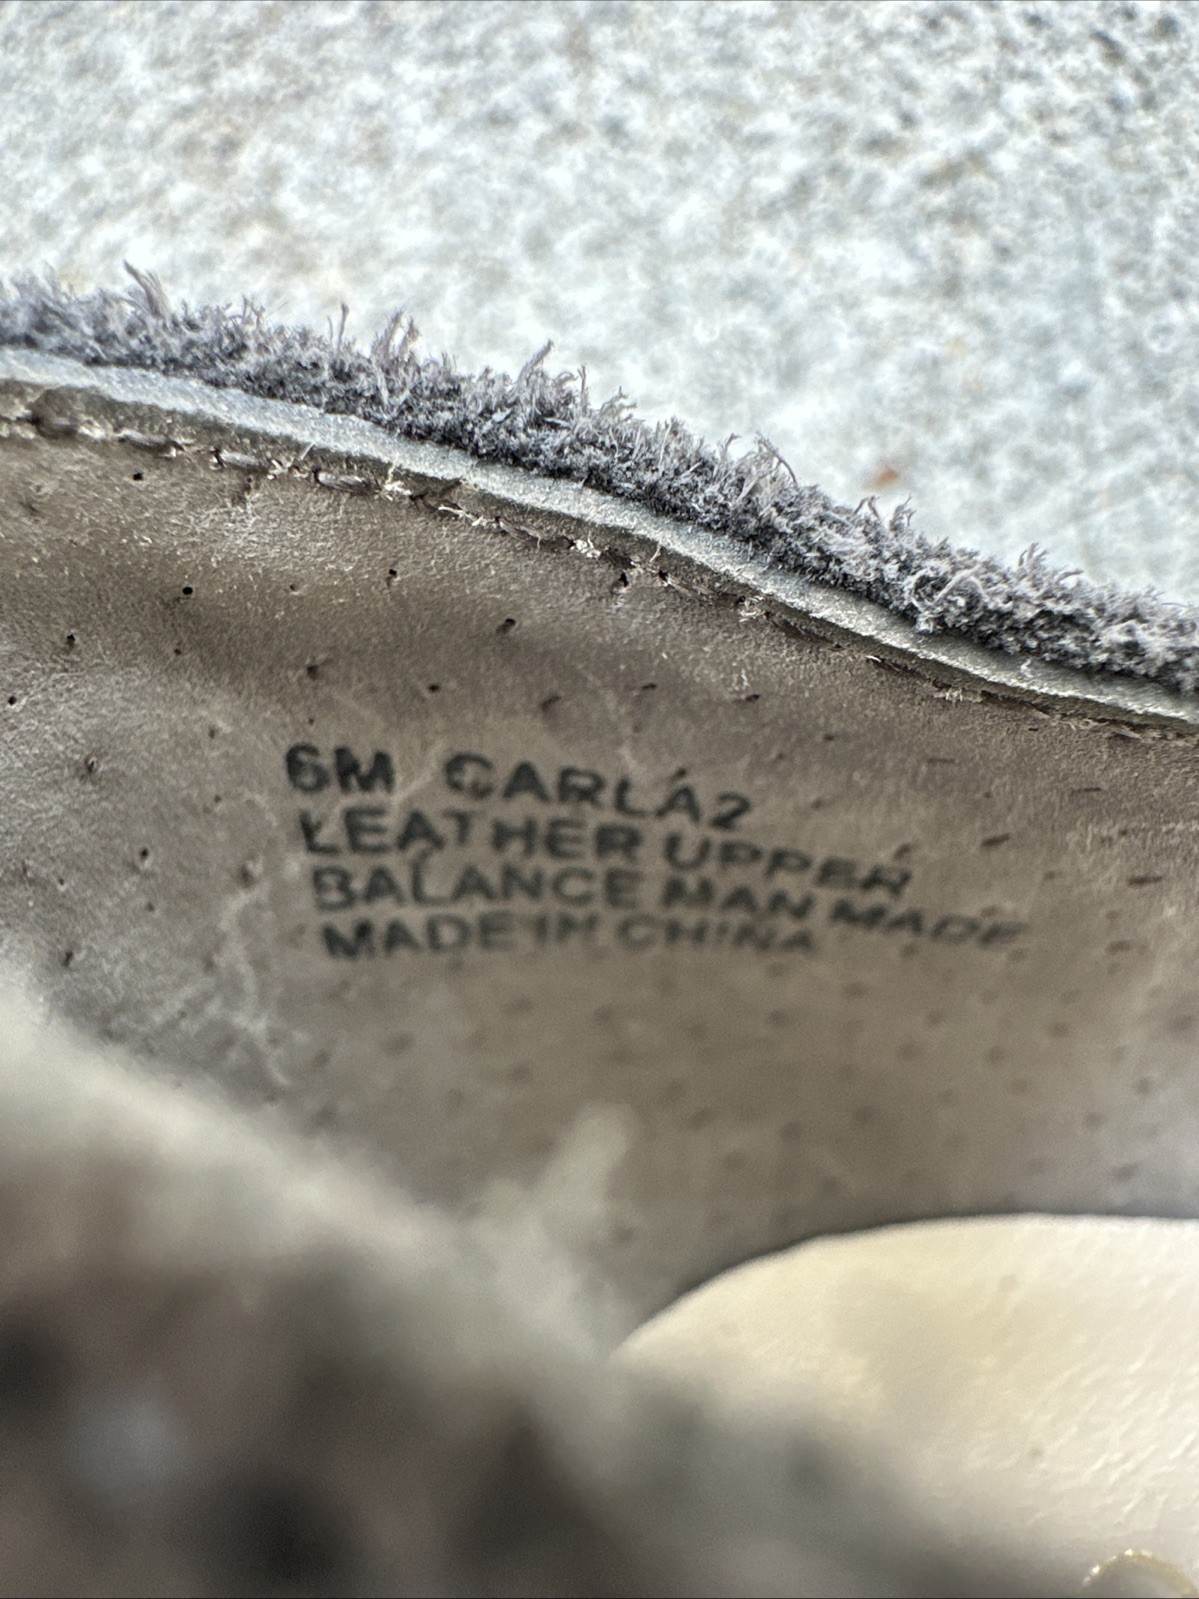 6M CARLA2
LEATHER UPPER
BALANCE MAN MADE
MADE IN CHINA